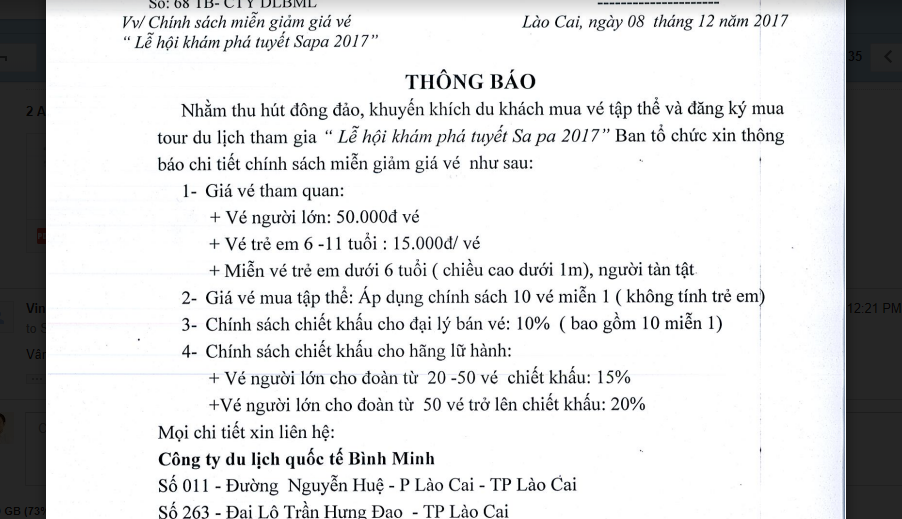 Số: 68 TB- CTY DLBML
Vv/ Chính sách miễn giảm giá vé
“ Lễ hội khám phá tuyết Sapa 2017”
Lào Cai, ngày 08 tháng 12 năm 2017
THÔNG BÁO
Nhằm thu hút đông đảo, khuyến khích du khách mua vé tập thể và đăng ký mua
tour du lịch tham gia “ Lễ hội khám phá tuyết Sa pa 2017” Ban tổ chức xin thông
báo chi tiết chính sách miễn giảm giá vé như sau:
1- Giá vé tham quan:
+ Vé người lớn: 50.000đ vé
+ Vé trẻ em 6 -11 tuổi : 15.000đ/ vé
+ Miễn vé trẻ em dưới 6 tuổi ( chiều cao dưới 1m), người tàn tật
2- Giá vé mua tập thể: Áp dụng chính sách 10 vé miễn 1 ( không tính trẻ em)
3- Chính sách chiết khấu cho đại lý bán vé: 10% ( bao gồm 10 miễn 1)
4- Chính sách chiết khấu cho hãng lữ hành:
+ Vé người lớn cho đoàn từ 20 -50 vé chiết khấu: 15%
+Vé người lớn cho đoàn từ 50 vé trở lên chiết khấu: 20%
Mọi chi tiết xin liên hệ:
Công ty du lịch quốc tế Bình Minh
Số 011 - Đường Nguyễn Huệ - P Lào Cai - TP Lào Cai
Số 263 - Đại Lộ Trần Hưng Đạo - TP Lào Cai
2 A
Vin
to S
Vân
GB (73%
35
12:21 PM